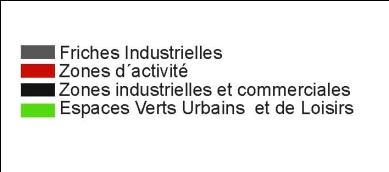 Friches Industrielles
Zones d´activité
Zones industrielles et commerciales
Espaces Verts Urbains et de Loisirs